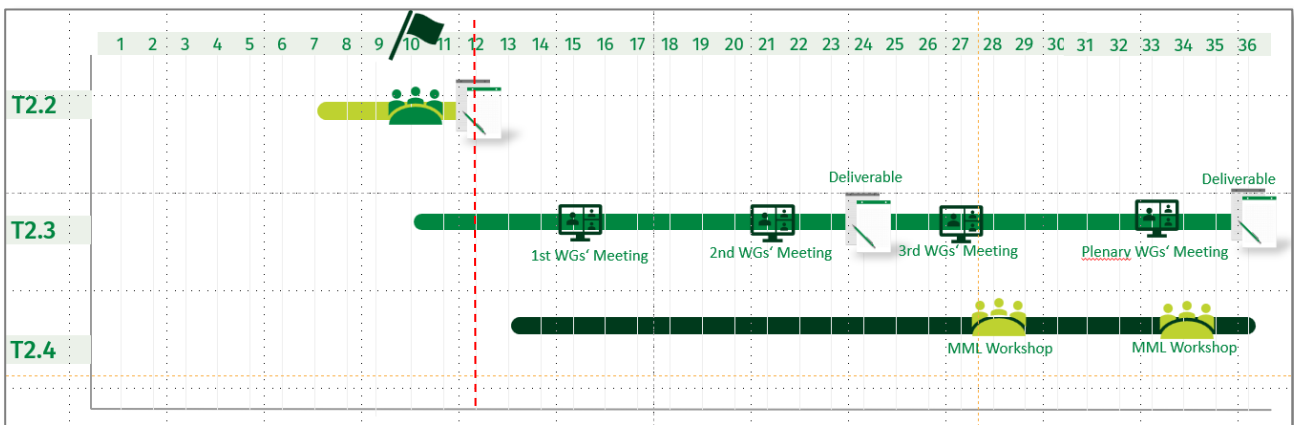 1 2 3 4 5 6 7 8 9 10 11 12 13 14 15 16 17 18 19 20 21 22 23 24 25 26 27 28 29 30 31 32 33 34 35 36
T2.2
Deliverable
Deliverable
T2.3
1st WGs‘ Meeting
2nd WGs‘ Meeting
3rd WGs‘ Meeting
Plenary WGs‘ Meeting
T2.4
MML Workshop
MML Workshop